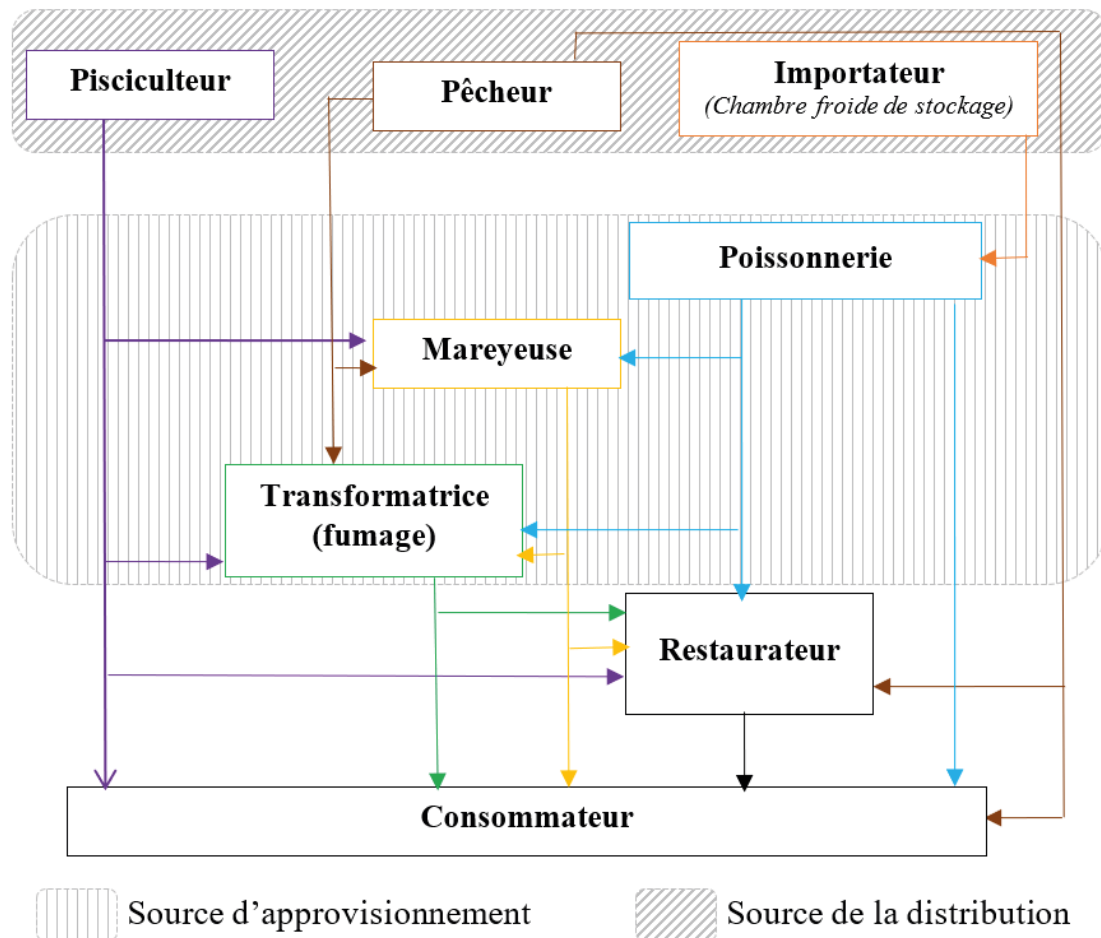 Pisciculteur
Pêcheur
Importateur
(Chambre froide de stockage)
Poissonnerie
Mareyeuse
Transformatrice
(fumage)
Restaurateur
Consommateur
Source d’approvisionnement
Source de la distribution